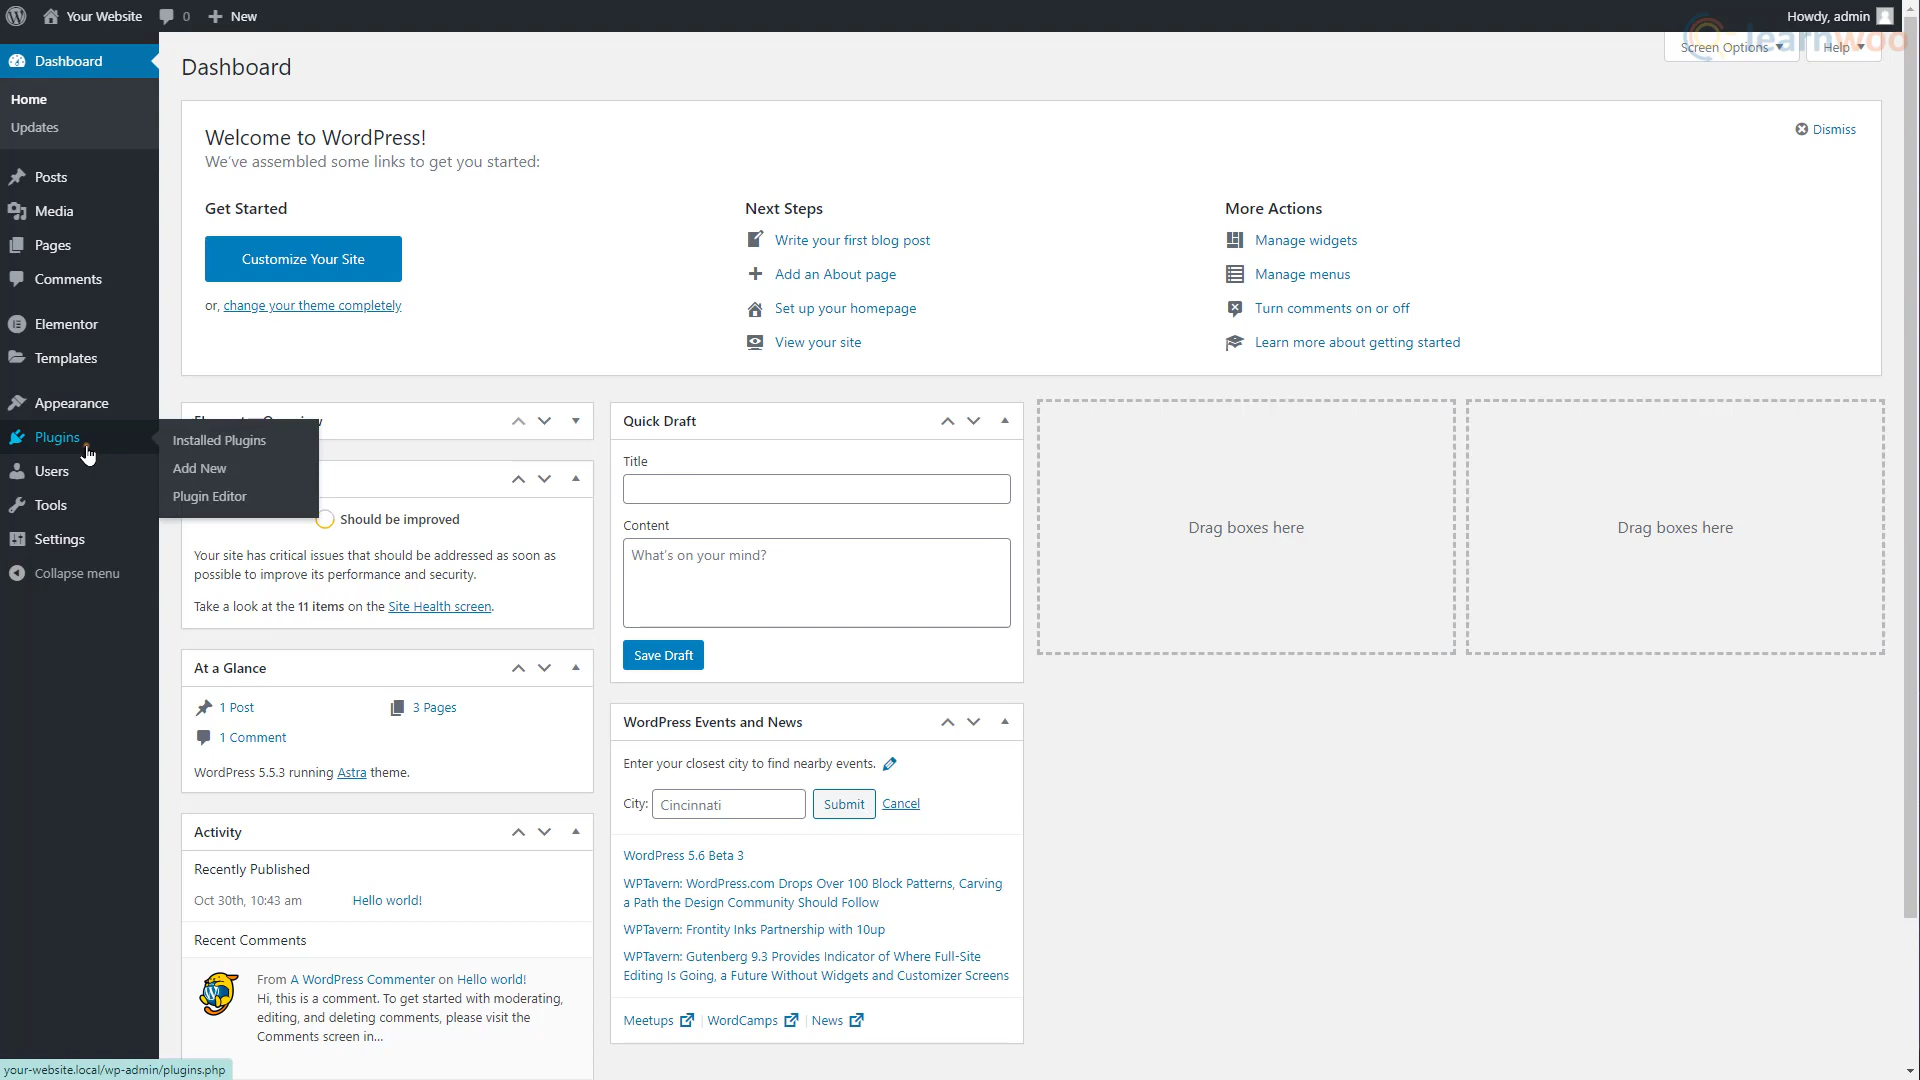 Your Website
0
New
Howdy, admin
learnwoo
Screen Options
Help
Dashboard
Home
Updates
Posts
Media
Pages
Comments
Elementor
Templates
Appearance
Plugins
Users
Tools
Settings
Collapse menu
Installed Plugins
Add New
Plugin Editor
Dashboard
Welcome to WordPress!
We've assembled some links to get you started:
Dismiss
Get Started
Customize Your Site
or, change your theme completely
Next Steps
Write your first blog post
Add an About page
Set up your homepage
View your site
More Actions
Manage widgets
Manage menus
Turn comments on or off
Learn more about getting started
Should be improved
Your site has critical issues that should be addressed as soon as
possible to improve its performance and security.
Take a look at the 11 items on the Site Health screen.
At a Glance
1 Post
3 Pages
1 Comment
WordPress 5.5.3 running Astra theme.
Activity
Recently Published
Oct 30th, 10:43 am
Hello world!
Recent Comments
From A WordPress Commenter on Hello world!
Hi, this is a comment. To get started with moderating,
editing, and deleting comments, please visit the
Comments screen in...
Quick Draft
Title
Content
What's on your mind?
Save Draft
WordPress Events and News
Enter your closest city to find nearby events.
City:
Cincinnati
Submit
Cancel
WordPress 5.6 Beta 3
WPTavern: WordPress.com Drops Over 100 Block Patterns, Carving
a Path the Design Community Should Follow
WPTavern: Frontity Inks Partnership with 10up
WPTavern: Gutenberg 9.3 Provides Indicator of Where Full-Site
Editing Is Going, a Future Without Widgets and Customizer Screens
Meetups | WordCamps | News
Drag boxes here
Drag boxes here
your-website.local/wp-admin/plugins.php